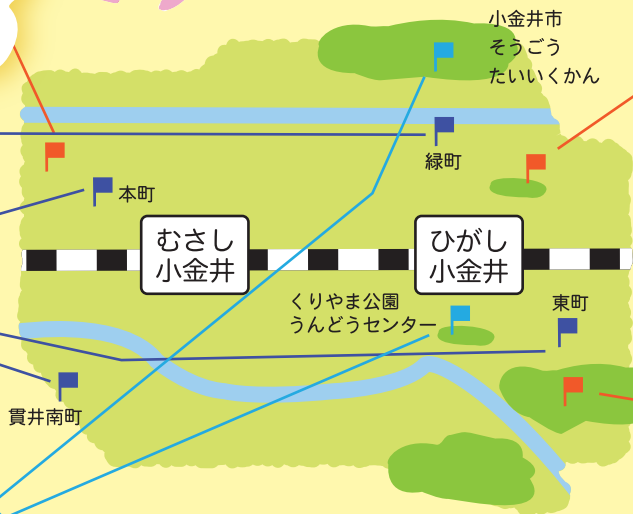 小金井市
そうごう
たいいくかん
緑町
本町
むさし
小金井
ひがし
小金井
くりやま公園
うんどうセンター
東町
貫井南町